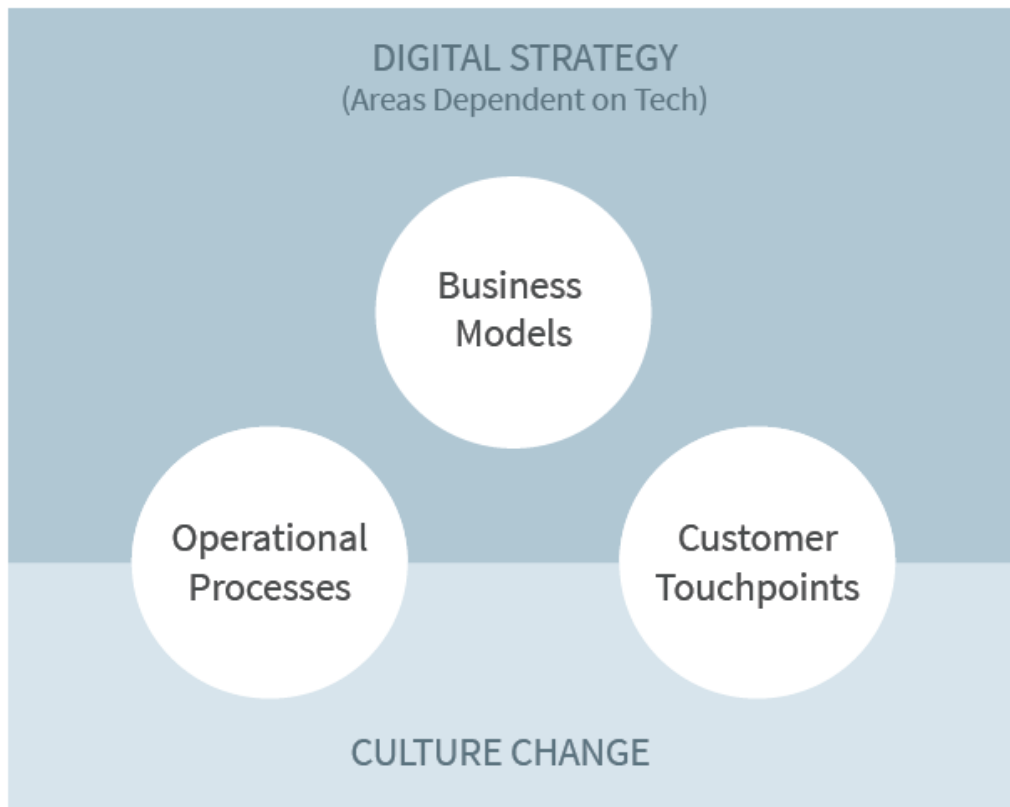 DIGITAL STRATEGY
(Areas Dependent on Tech)
Business
Models
Operational
Processes
Customer
Touchpoints
CULTURE CHANGE